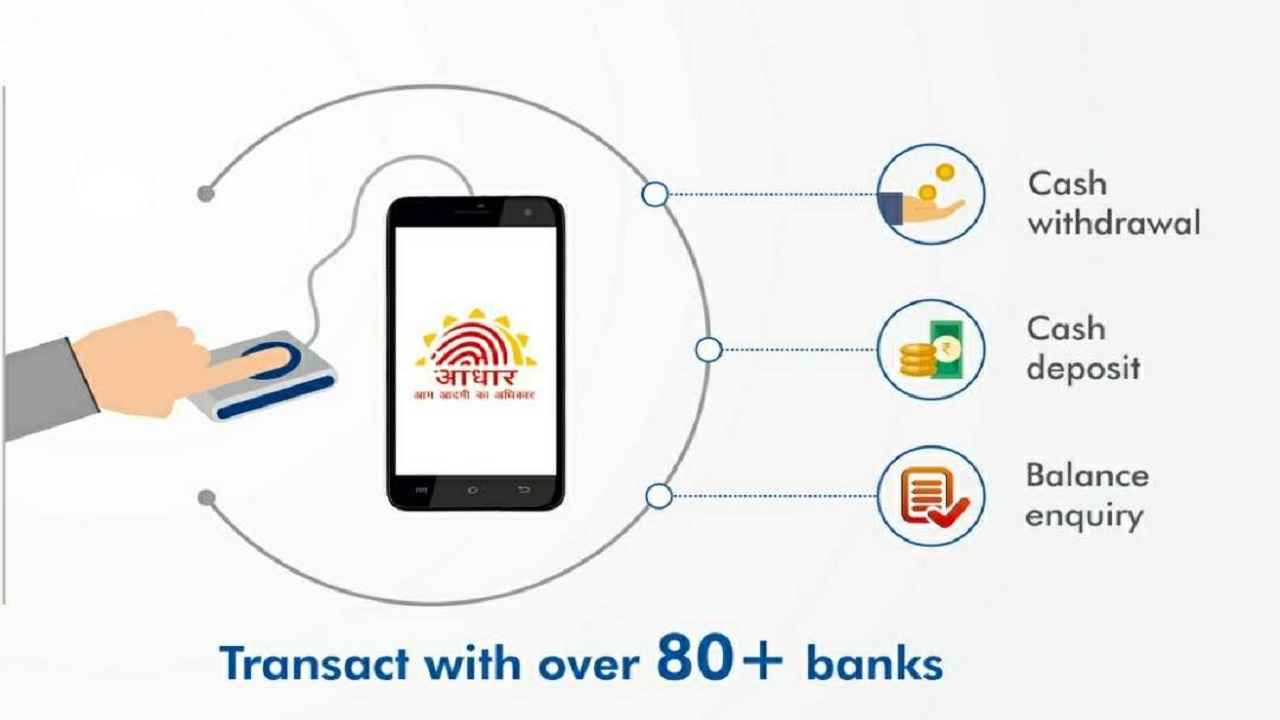 आधार
आम आदमी का अधिकार
Cash
withdrawal
Cash
deposit
₹
Balance
enquiry
Transact with over 80+ banks